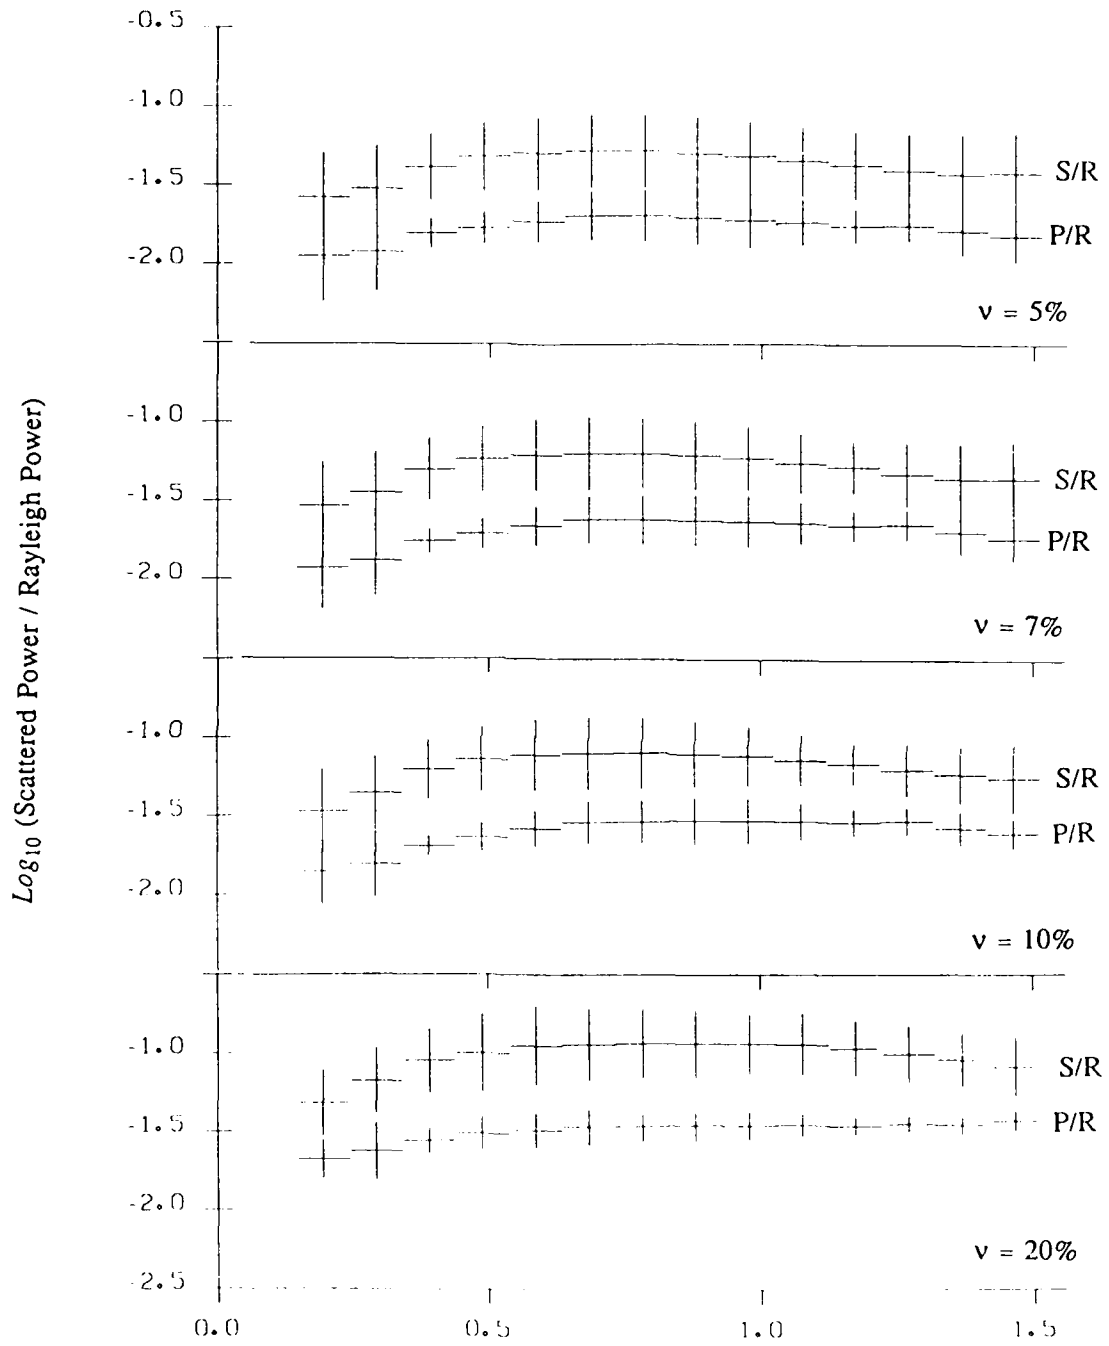 -0.5
-1.0
-1.5
S/R
P/R
-2.0
ν = 5%
-1.0
-1.5
S/R
P/R
-2.0
ν = 7%
Log10 (Scattered Power / Rayleigh Power)
-1.0
S/R
-1.5
P/R
-2.0
ν = 10%
-1.0
S/R
-1.5
P/R
-2.0
ν = 20%
-2.5
0.0 0.5 1.0 1.5